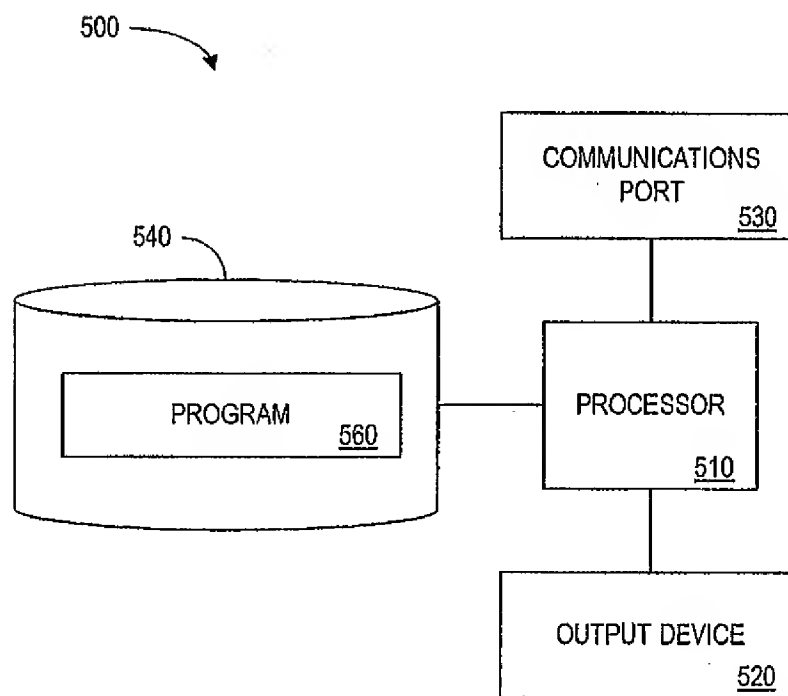 500
COMMUNICATIONS
PORT
530
540
PROGRAM
560
PROCESSOR
510
OUTPUT DEVICE
520